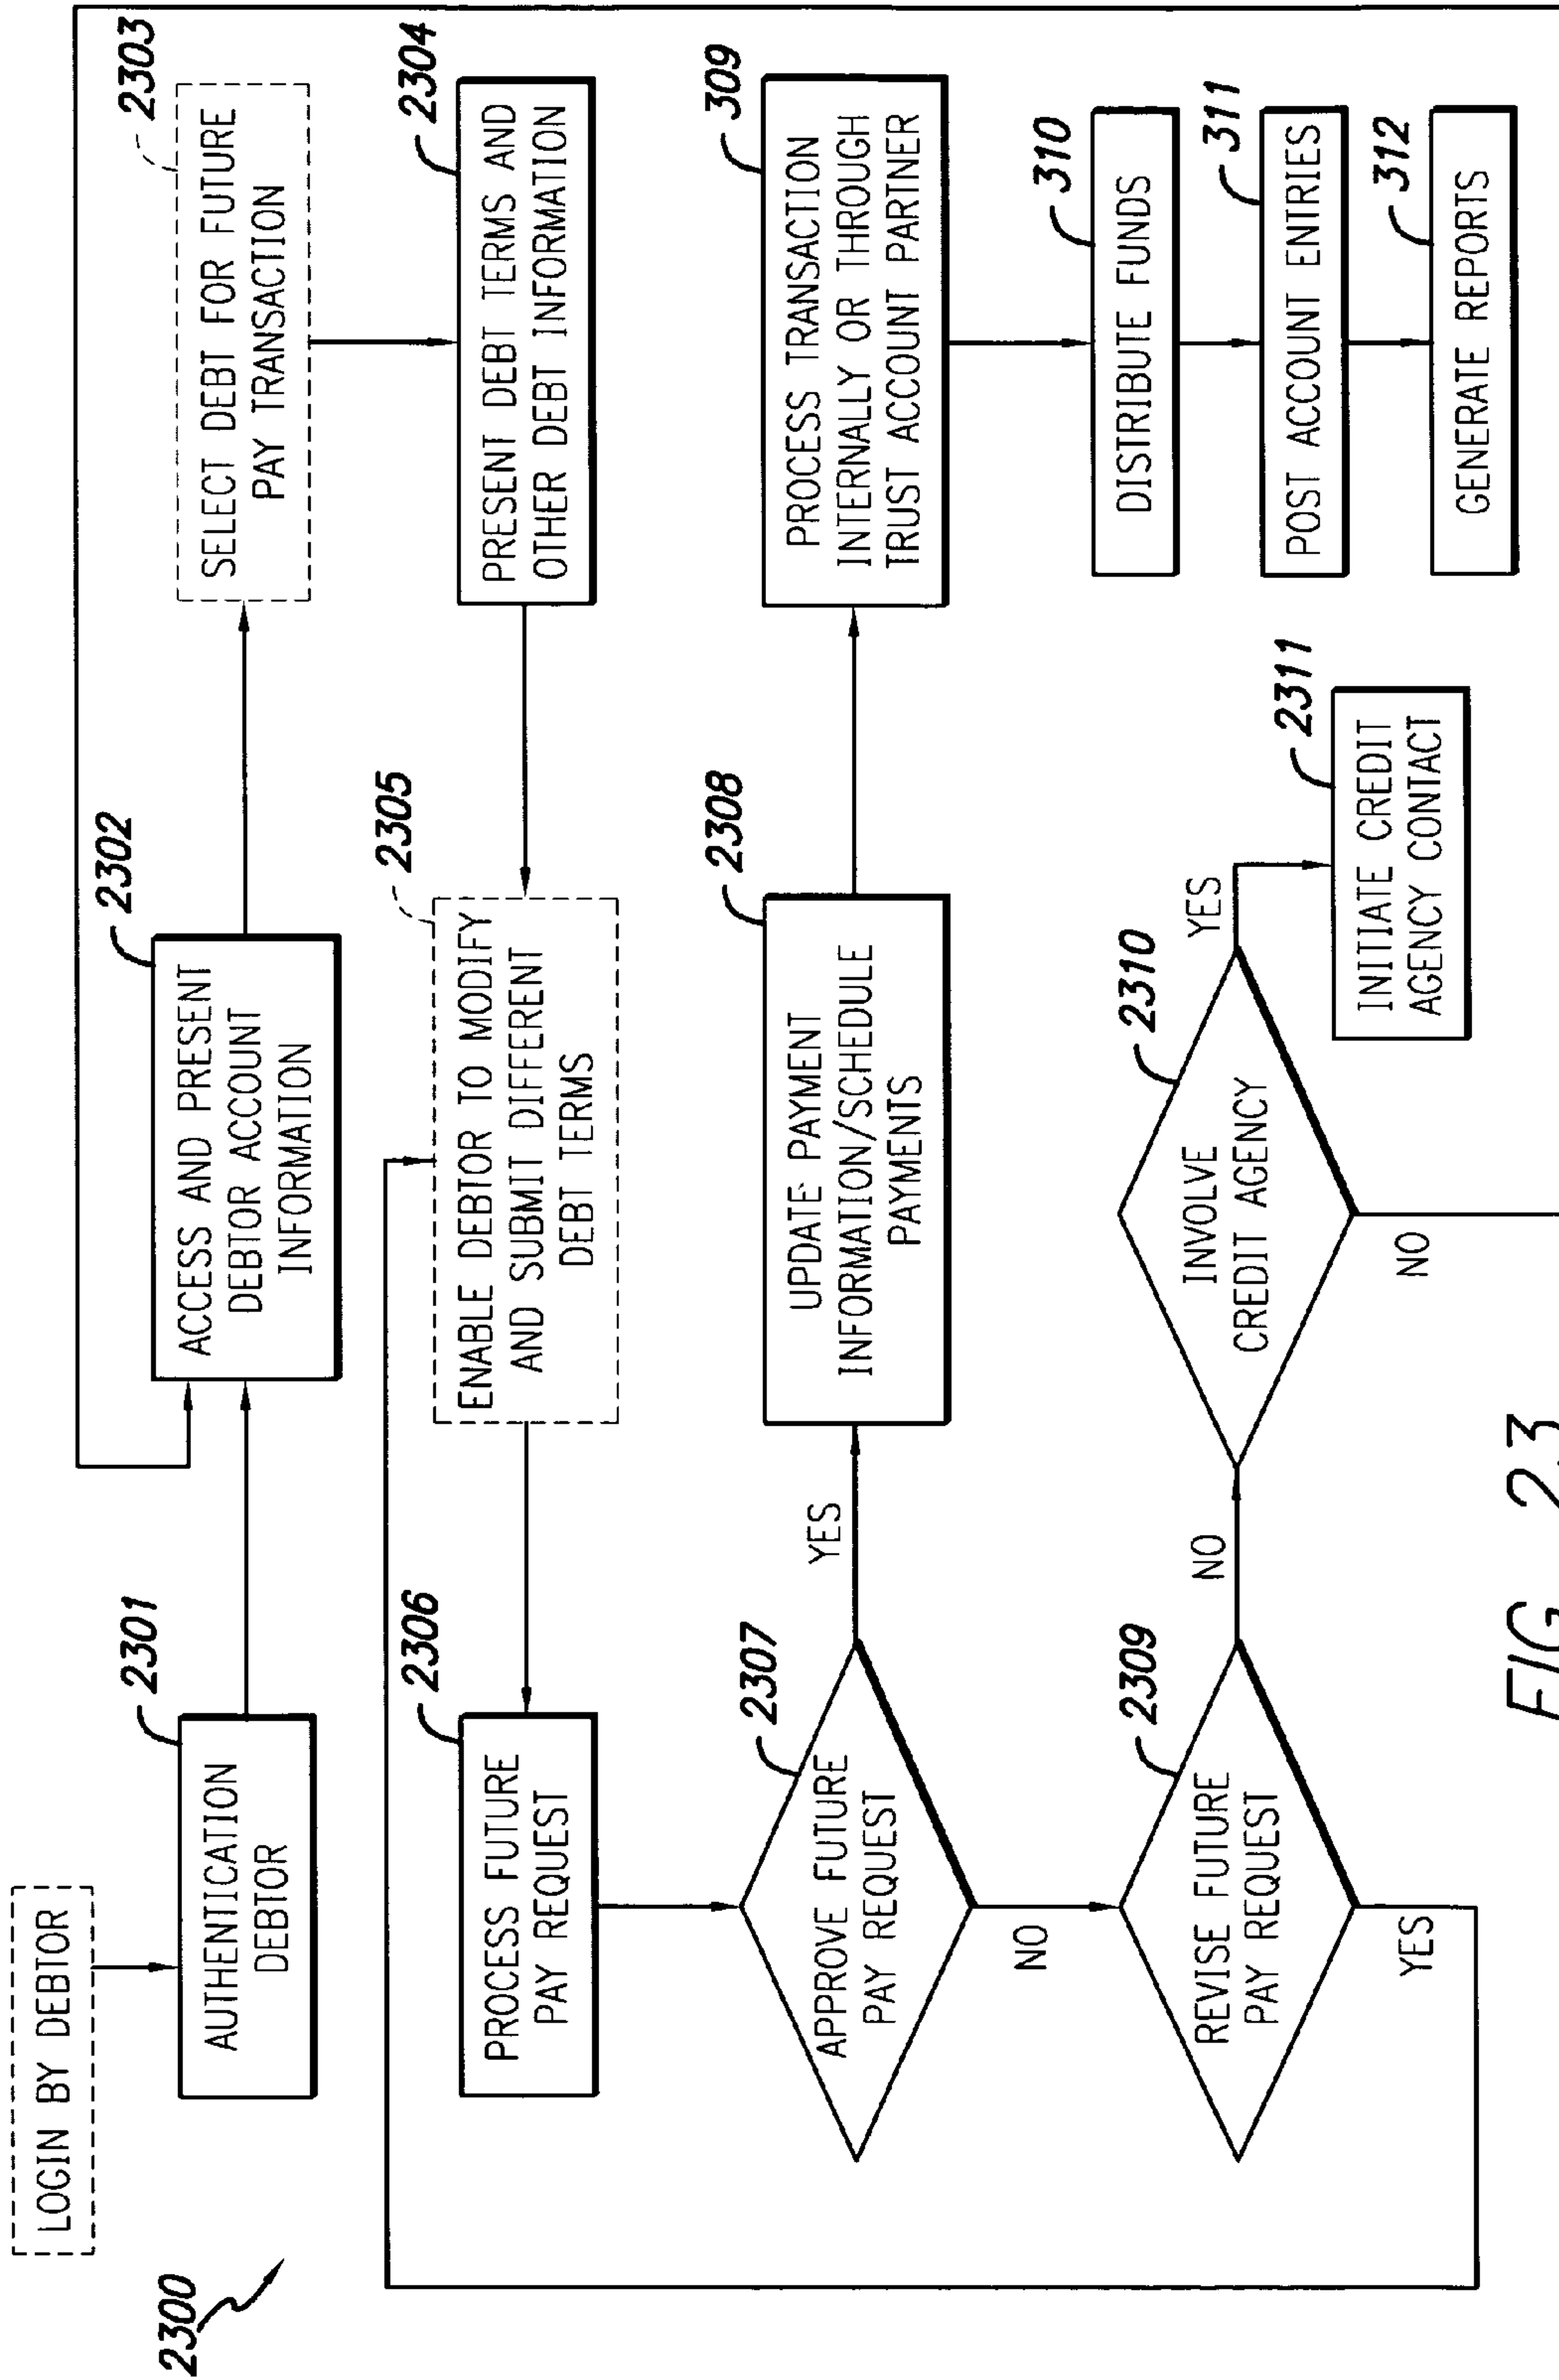 2300
LOGIN BY DEBTOR
2301
AUTHENTICATION
DEBTOR
2302
ACCESS AND PRESENT
DEBTOR ACCOUNT
INFORMATION
2303
SELECT DEBT FOR FUTURE
PAY TRANSACTION
2304
PRESENT DEBT TERMS AND
OTHER DEBT INFORMATION
2305
ENABLE DEBTOR TO MODIFY
AND SUBMIT DIFFERENT
DEBT TERMS
2306
PROCESS FUTURE
PAY REQUEST
2307
APPROVE FUTURE
PAY REQUEST
YES
NO
2308
UPDATE PAYMENT
INFORMATION/SCHEDULE
PAYMENTS
309
PROCESS TRANSACTION
INTERNALLY OR THROUGH
TRUST ACCOUNT PARTNER
310
DISTRIBUTE FUNDS
311
POST ACCOUNT ENTRIES
312
GENERATE REPORTS
2309
REVISE FUTURE
PAY REQUEST
NO
YES
2310
INVOLVE
CREDIT AGENCY
YES
NO
2311
INITIATE CREDIT
AGENCY CONTACT
FIG. 23